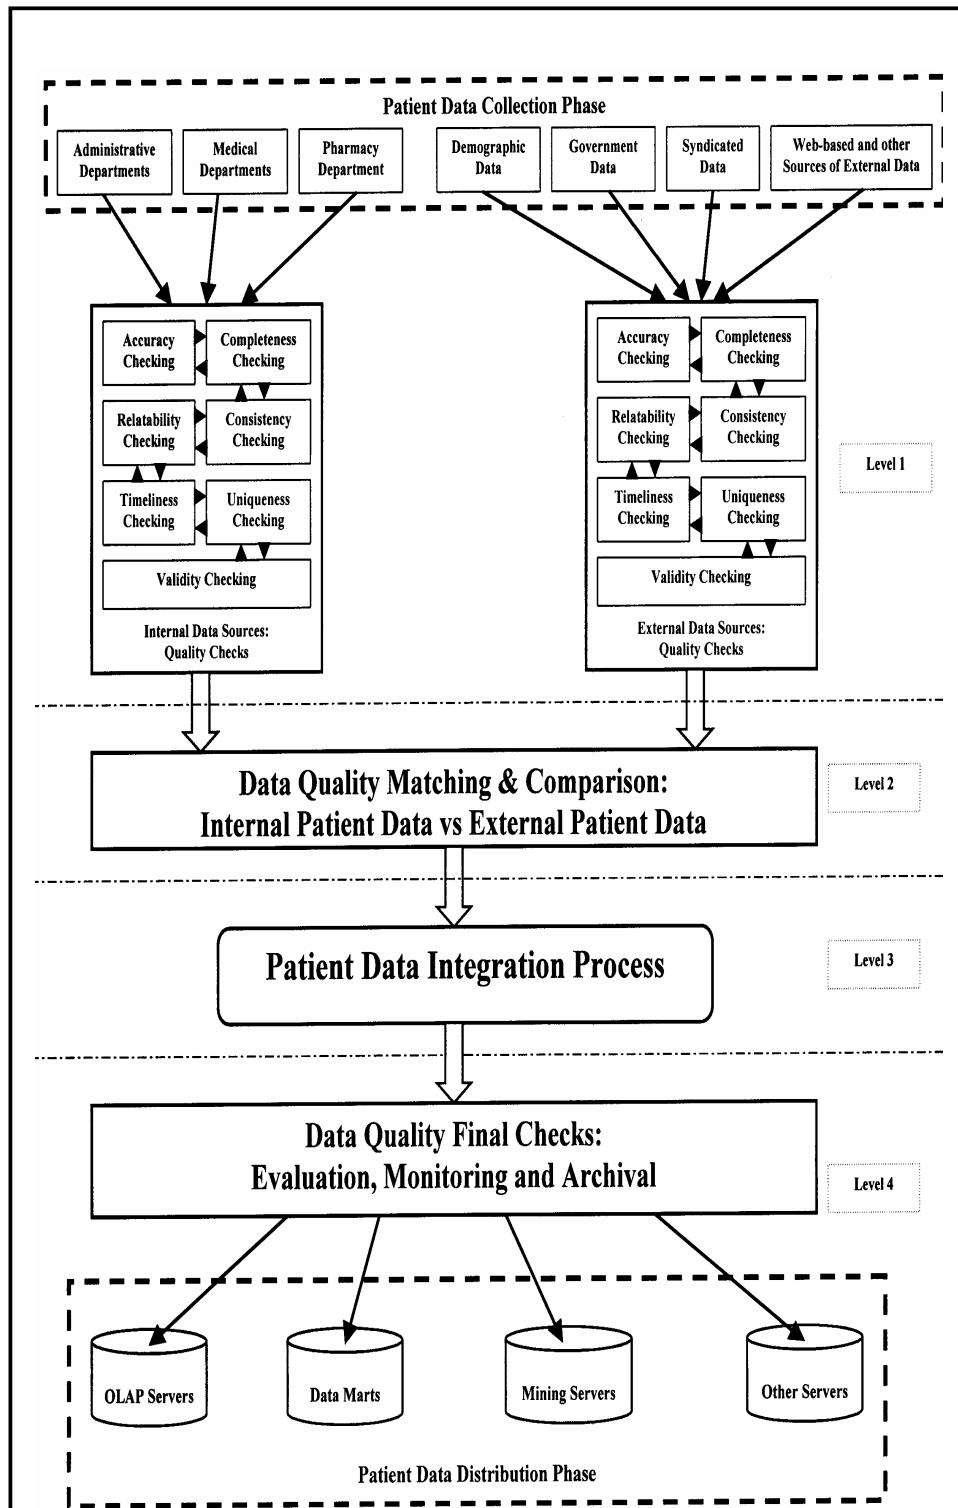 Patient Data Collection Phase
Administrative
Departments
Medical
Departments
Pharmacy
Department
Demographic
Data
Government
Data
Syndicated
Data
Web-based and other
Sources of External Data
Accuracy
Checking
Completeness
Checking
Relatability
Checking
Consistency
Checking
Timeliness
Checking
Uniqueness
Checking
Validity Checking
Internal Data Sources:
Quality Checks
Accuracy
Checking
Completeness
Checking
Relatability
Checking
Consistency
Checking
Timeliness
Checking
Uniqueness
Checking
Validity Checking
External Data Sources:
Quality Checks
Level 1
Data Quality Matching & Comparison:
Internal Patient Data vs External Patient Data
Level 2
Patient Data Integration Process
Level 3
Data Quality Final Checks:
Evaluation, Monitoring and Archival
Level 4
OLAP Servers
Data Marts
Mining Servers
Other Servers
Patient Data Distribution Phase